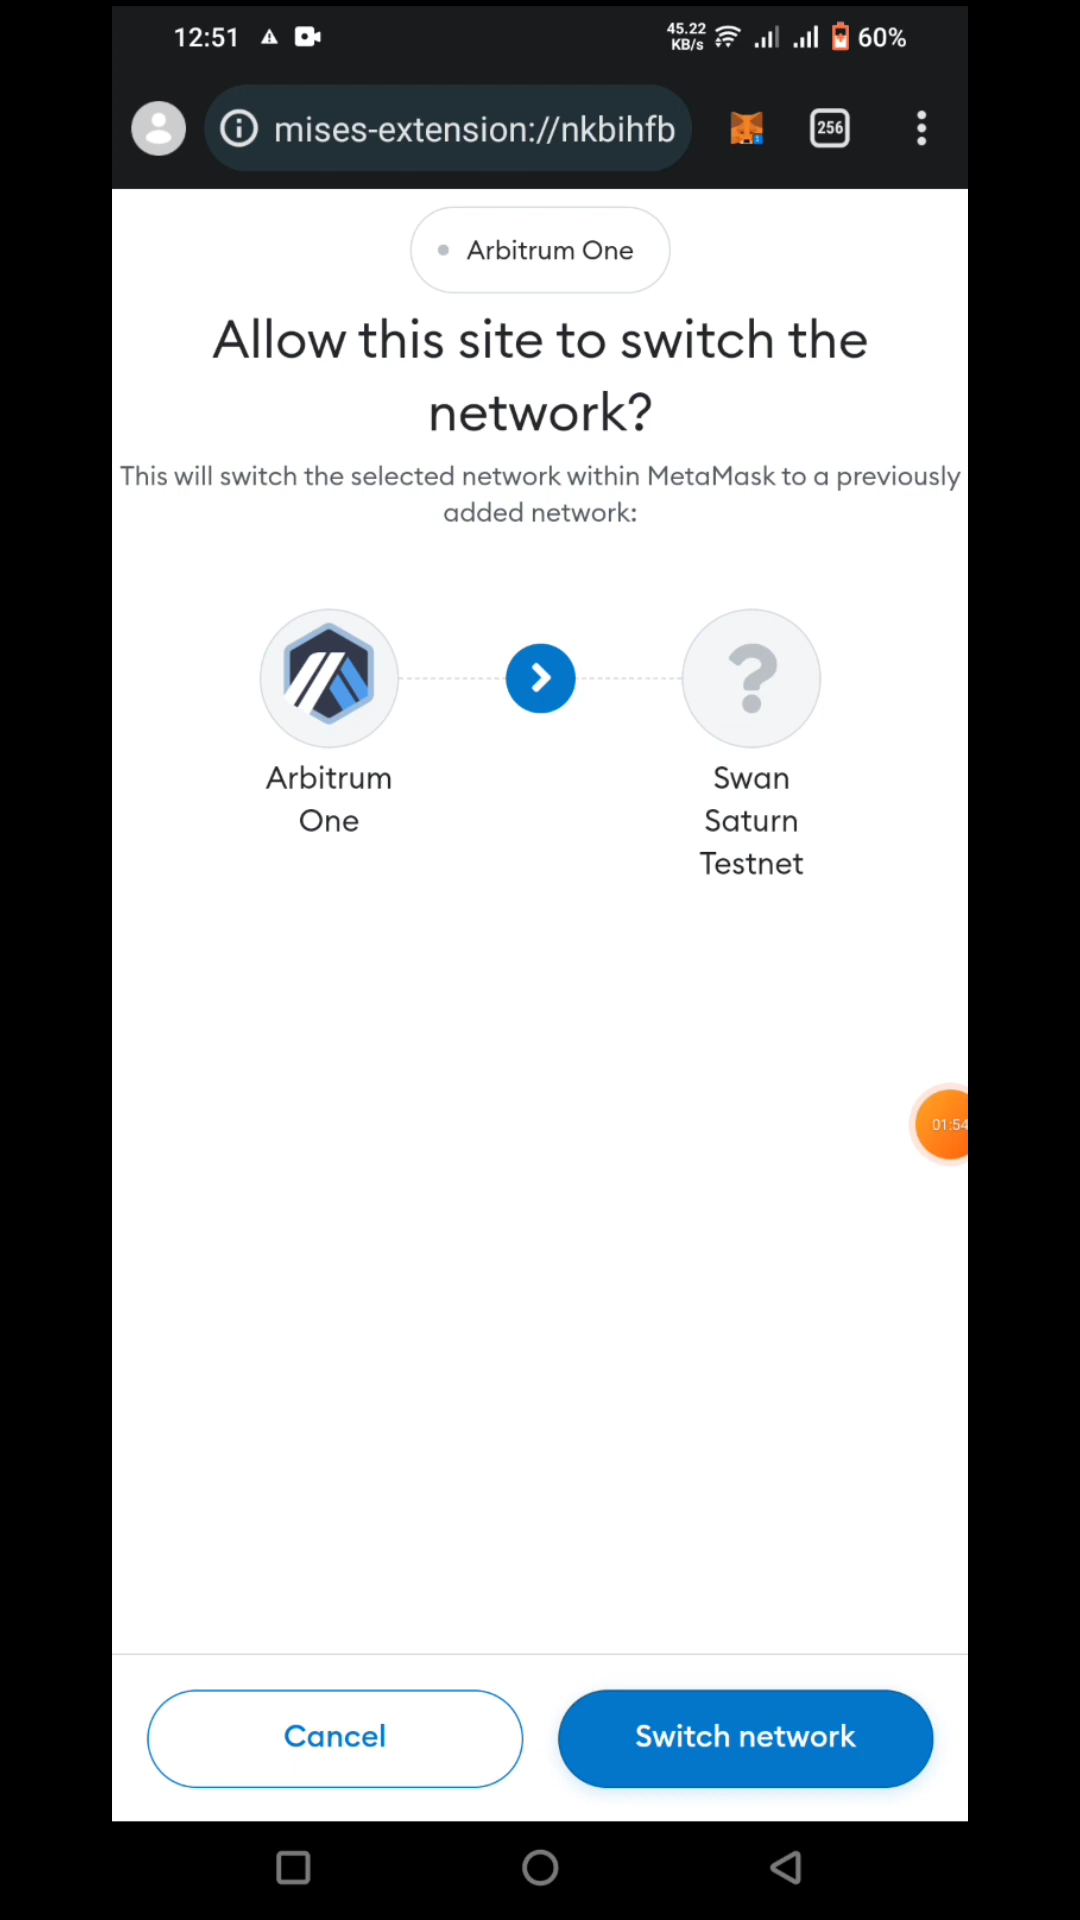 12:51 45.22 KB/s 60%
mises-extension://nkbihfb 256
Arbitrum One
Allow this site to switch the
network?
This will switch the selected network within MetaMask to a previously
added network:
Arbitrum
One
Swan
Saturn
Testnet
01:54
Cancel
Switch network